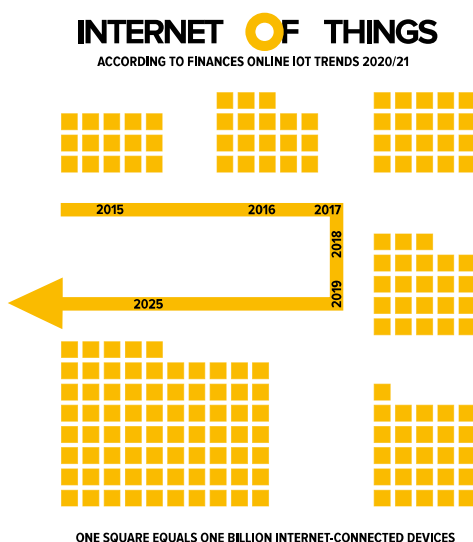 INTERNET OF THINGS
ACCORDING TO FINANCES ONLINE IOT TRENDS 2020/21
2015 2016 2017
2018
2019
2025
ONE SQUARE EQUALS ONE BILLION INTERNET-CONNECTED DEVICES